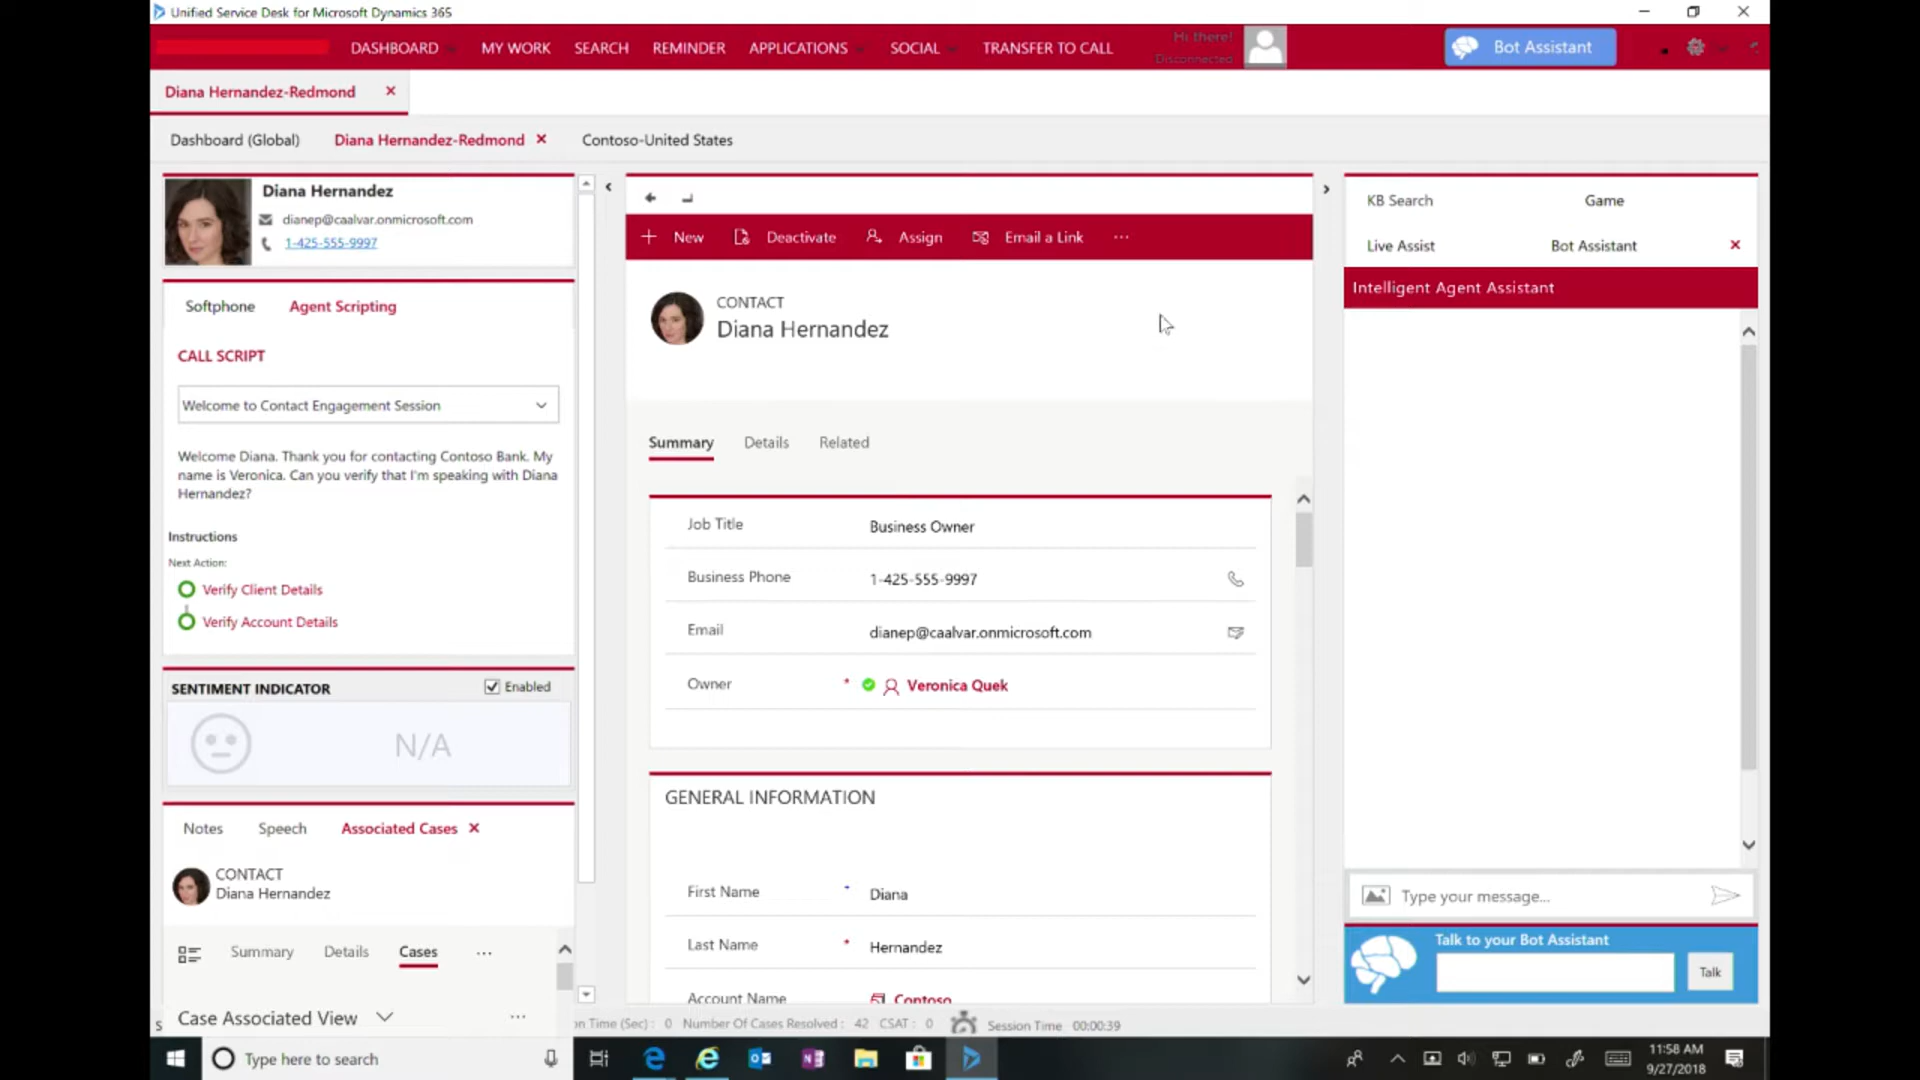 Unified Service Desk for Microsoft Dynamics 365
DASHBOARD MY WORK SEARCH REMINDER APPLICATIONS SOCIAL TRANSFER TO CALL
Hi there!
Disconnected
Bot Assistant
Diana Hernandez-Redmond
Dashboard (Global) Diana Hernandez-Redmond Contoso-United States
Diana Hernandez
dianep@caalvar.onmicrosoft.com
1-425-555-9997
Softphone Agent Scripting
CALL SCRIPT
Welcome to Contact Engagement Session
Welcome Diana. Thank you for contacting Contoso Bank. My
name is Veronica. Can you verify that I'm speaking with Diana
Hernandez?
Instructions
Next Action:
Verify Client Details
Verify Account Details
SENTIMENT INDICATOR Enabled
N/A
Notes Speech Associated Cases
CONTACT
Diana Hernandez
Summary Details Cases ...
Case Associated View ...
New Deactivate Assign Email a Link ...
CONTACT
Diana Hernandez
Summary Details Related
Job Title Business Owner
Business Phone 1-425-555-9997
Email dianep@caalvar.onmicrosoft.com
Owner * Veronica Quek
GENERAL INFORMATION
First Name Diana
Last Name * Hernandez
Account Name Contoso
KB Search Game
Live Assist Bot Assistant
Intelligent Agent Assistant
Type your message...
Talk to your Bot Assistant
Talk
on Time (Sec) : 0 Number Of Cases Resolved : 42 CSAT : 0 Session Time 00:00:39
Type here to search
11:58 AM
9/27/2018